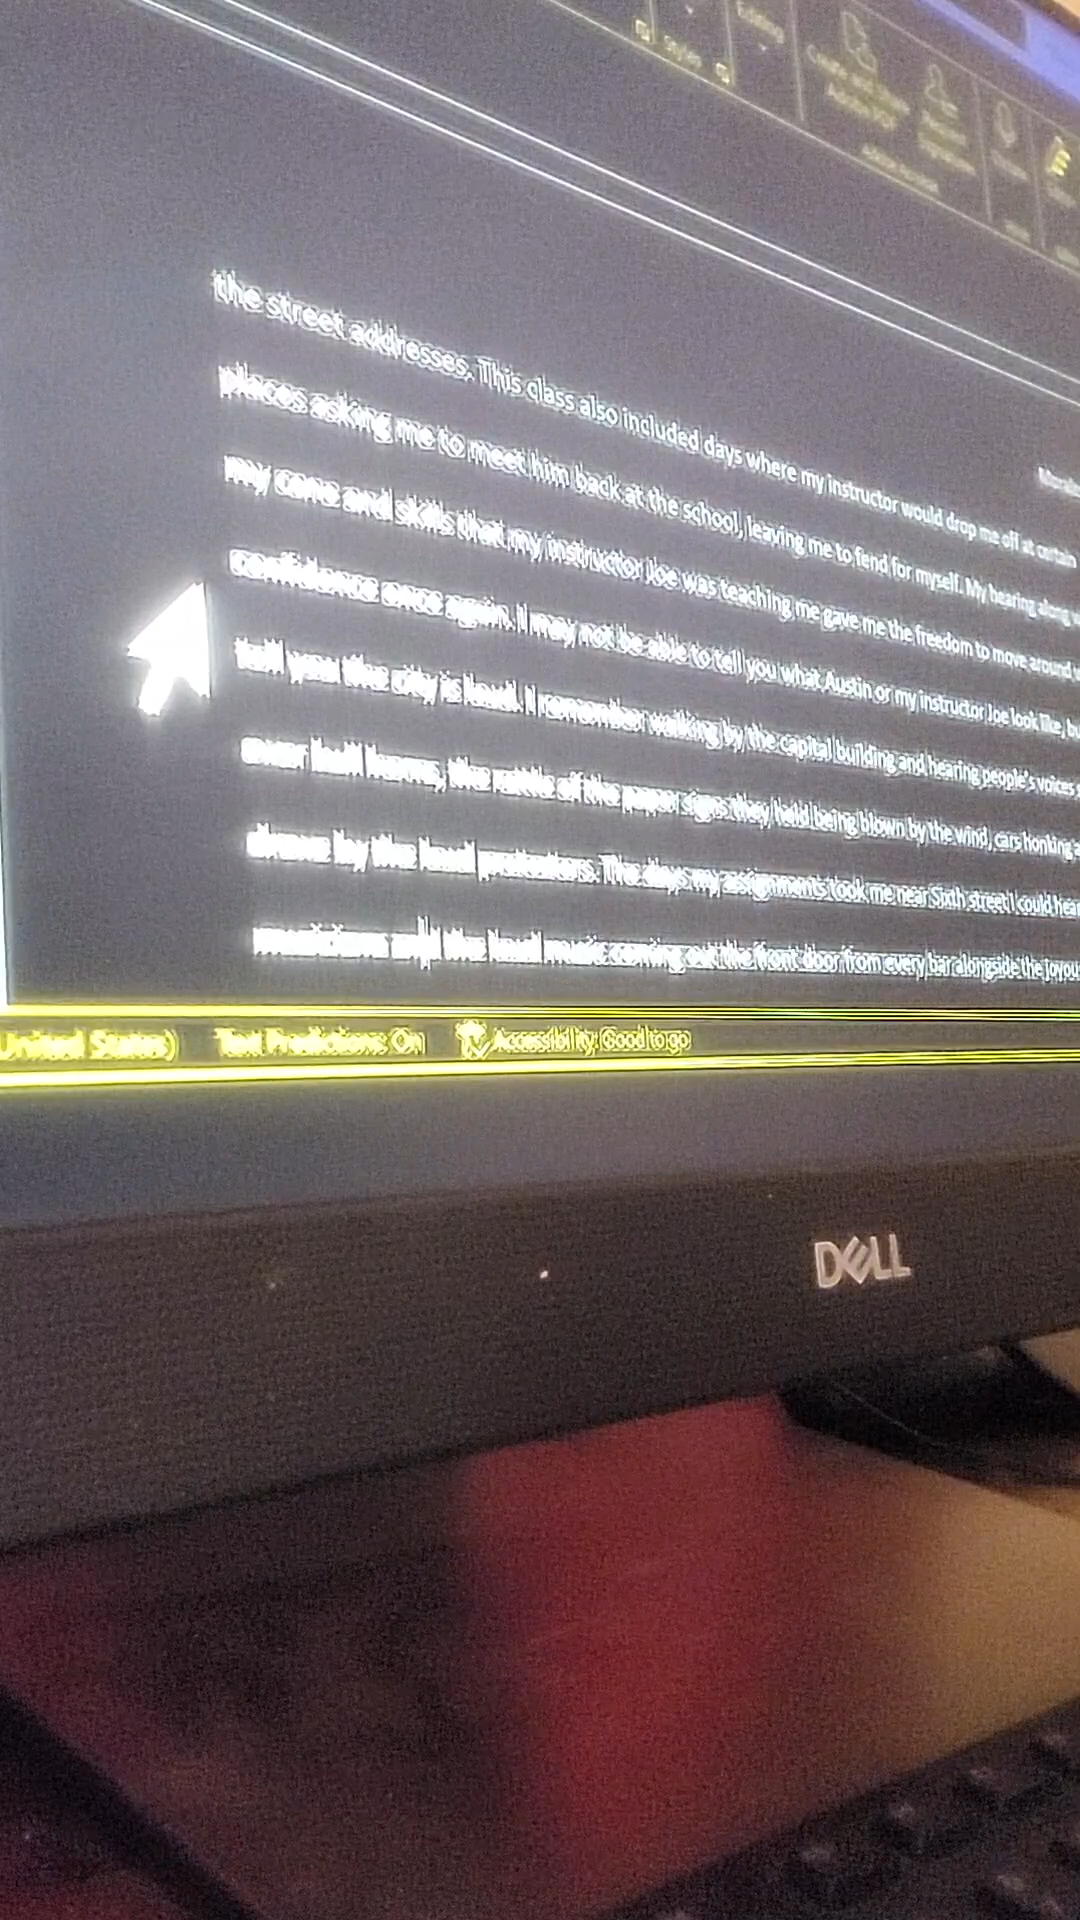 Editing
Styles
the street addresses. This class also included days where my instructor would drop me off at certain
places asking me to meet him back at the school, leaving me to fend for myself. My hearing along
my cane and skills that my instructor Joe was teaching me gave me the freedom to move around
confidence once again. I may not be able to tell you what Austin or my instructor Joe look like,
tell you the city is loud. I remember walking by the capital building and hearing people's voices
over bull horns, the rattle of the paper signs they held being blown by the wind, cars honking
drove by the loud protestors. The days my assignments took me near Sixth street I could hear
musicians the loud music coming out the front door from every bar alongside the
United States) Text Predictions: On Accessibility: Good to go
DELL